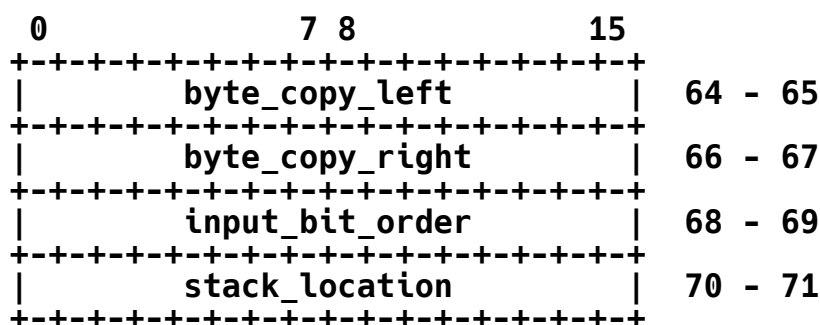 0 7 8 15
+-+-+-+-+-+-+-+-+-+-+-+-+-+-+-+-+-+
| byte_copy_left | 64 - 65
+-+-+-+-+-+-+-+-+-+-+-+-+-+-+-+-+-+
| byte_copy_right | 66 - 67
+-+-+-+-+-+-+-+-+-+-+-+-+-+-+-+-+-+
| input_bit_order | 68 - 69
+-+-+-+-+-+-+-+-+-+-+-+-+-+-+-+-+-+
| stack_location | 70 - 71
+-+-+-+-+-+-+-+-+-+-+-+-+-+-+-+-+-+